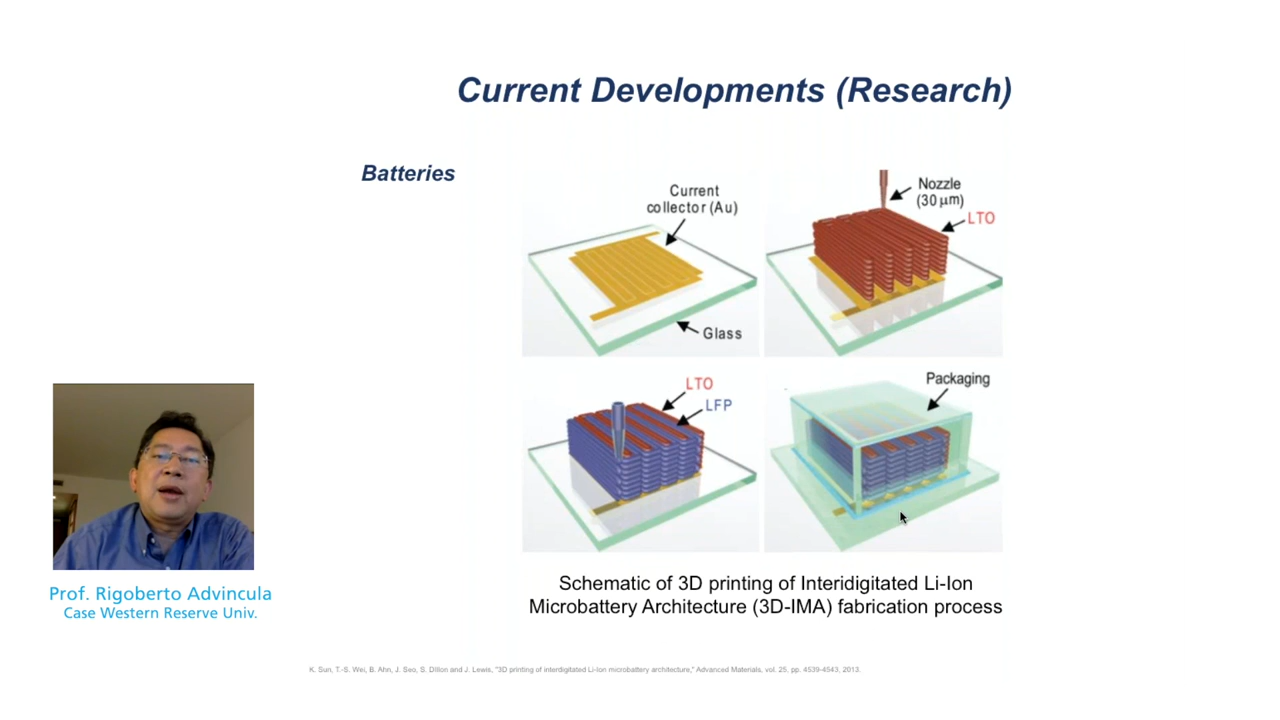 Current Developments (Research)
Batteries
Current
collector (Au)
Glass
Nozzle
(30 μm)
LTO
LTO
LFP
Packaging
Schematic of 3D printing of Interidigitated Li-Ion
Microbattery Architecture (3D-IMA) fabrication process
Prof. Rigoberto Advincula
Case Western Reserve Univ.
K. Sun, T.-S. Wei, B. Ahn, J. Seo, S. Dillon and J. Lewis, "3D printing of interdigitated Li-Ion microbattery architecture," Advanced Materials, vol. 25, pp. 4539-4543, 2013.